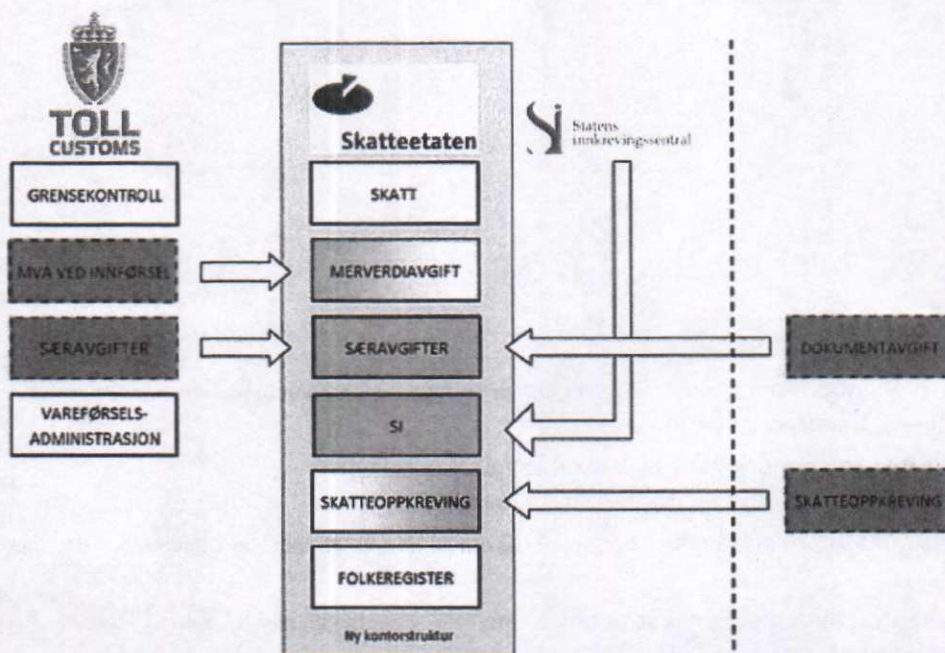 TOLL
CUSTOMS
GRENSEKONTROLL
MVA VED INNFØRSEL
SÆRAVGIFTER
VAREFØRSELS-
ADMINISTRASJON
Skatteetaten
SKATT
MERVERDIAVGIFT
SÆRAVGIFTER
SI
SKATTEOPPKREVING
FOLKEREGISTER
Ny kontorstruktur
Si
Statens
innkrevingssentral
DOKUMENTAVGIFT
SKATTEOPPKREVING